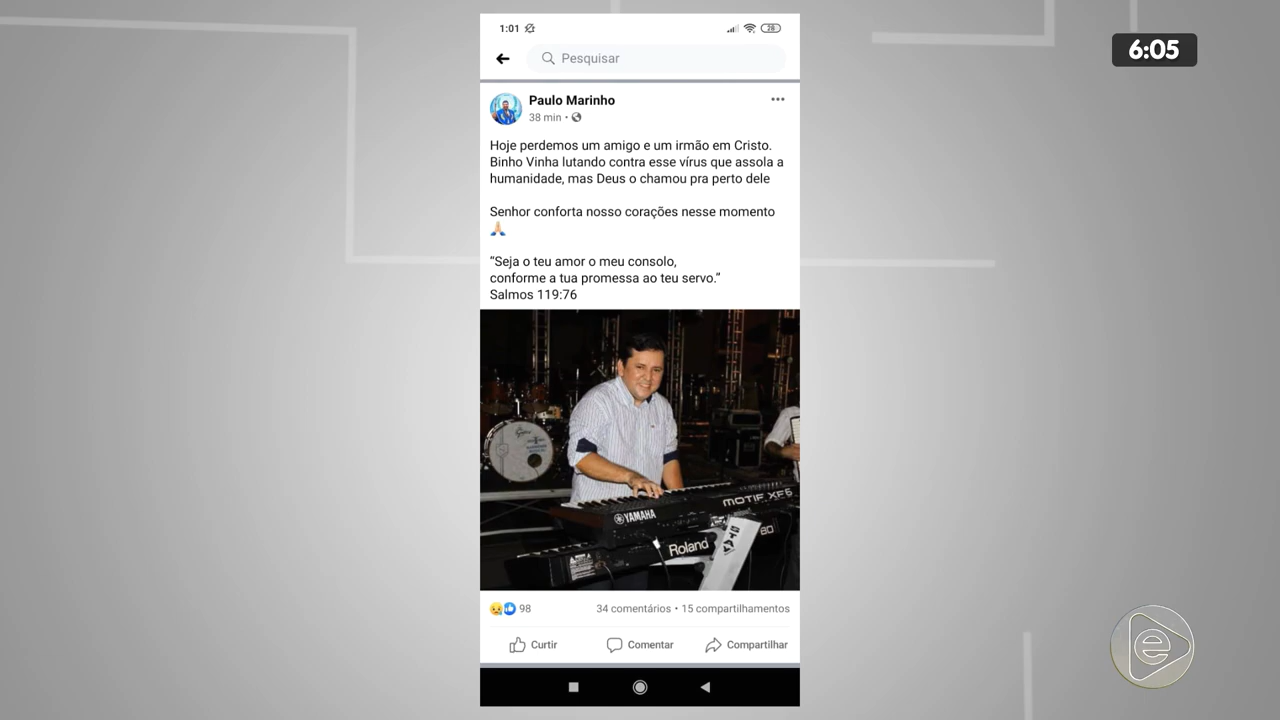 1:01
28
6:05
Pesquisar
Paulo Marinho
38 min
Hoje perdemos um amigo e um irmão em Cristo.
Binho Vinha lutando contra esse vírus que assola a
humanidade, mas Deus o chamou pra perto dele
Senhor conforta nosso corações nesse momento
🙏🏻
“Seja o teu amor o meu consolo,
conforme a tua promessa ao teu servo.”
Salmos 119:76
MOTIF XF6
YAMAHA
STAY
Roland
80
98
34 comentários • 15 compartilhamentos
Curtir
Comentar
Compartilhar
e